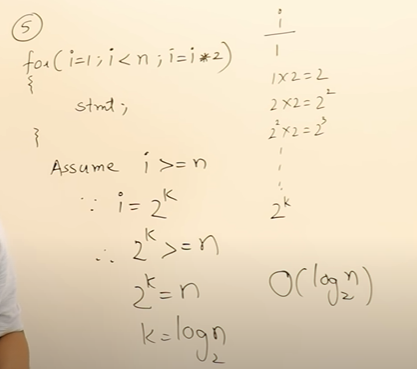 5
for(i=1; i<n; i=i*2)
{
stmt;
}
Assume i >= n
∵ i = 2^k
∴ 2^k >= n
2^k = n
k = log₂n
i
1
1×2=2
2×2=2²
2²×2=2³
2^k
O(log₂n)